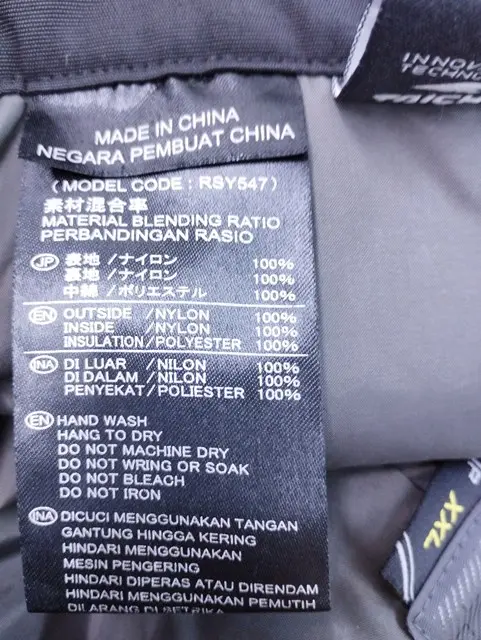 INNOV
TECHN
MADE IN CHINA
NEGARA PEMBUAT CHINA
(MODEL CODE : RSY547)
素材混合率
MATERIAL BLENDING RATIO
PERBANDINGAN RASIO
JP 表地 /ナイロン 100%
裏地 /ナイロン 100%
中綿 /ポリエステル 100%
EN OUTSIDE /NYLON 100%
INSIDE /NYLON 100%
INSULATION/POLYESTER 100%
INA DI LUAR /NILON 100%
DI DALAM /NILON 100%
PENYEKAT/POLIESTER 100%
EN HAND WASH
HANG TO DRY
DO NOT MACHINE DRY
DO NOT WRING OR SOAK
DO NOT BLEACH
DO NOT IRON
INA DICUCI MENGGUNAKAN TANGAN
GANTUNG HINGGA KERING
HINDARI MENGGUNAKAN
MESIN PENGERING
HINDARI DIPERAS ATAU DIRENDAM
HINDARI MENGGUNAKAN PEMUTIH
DILARANG DI SETRIKA
XXL